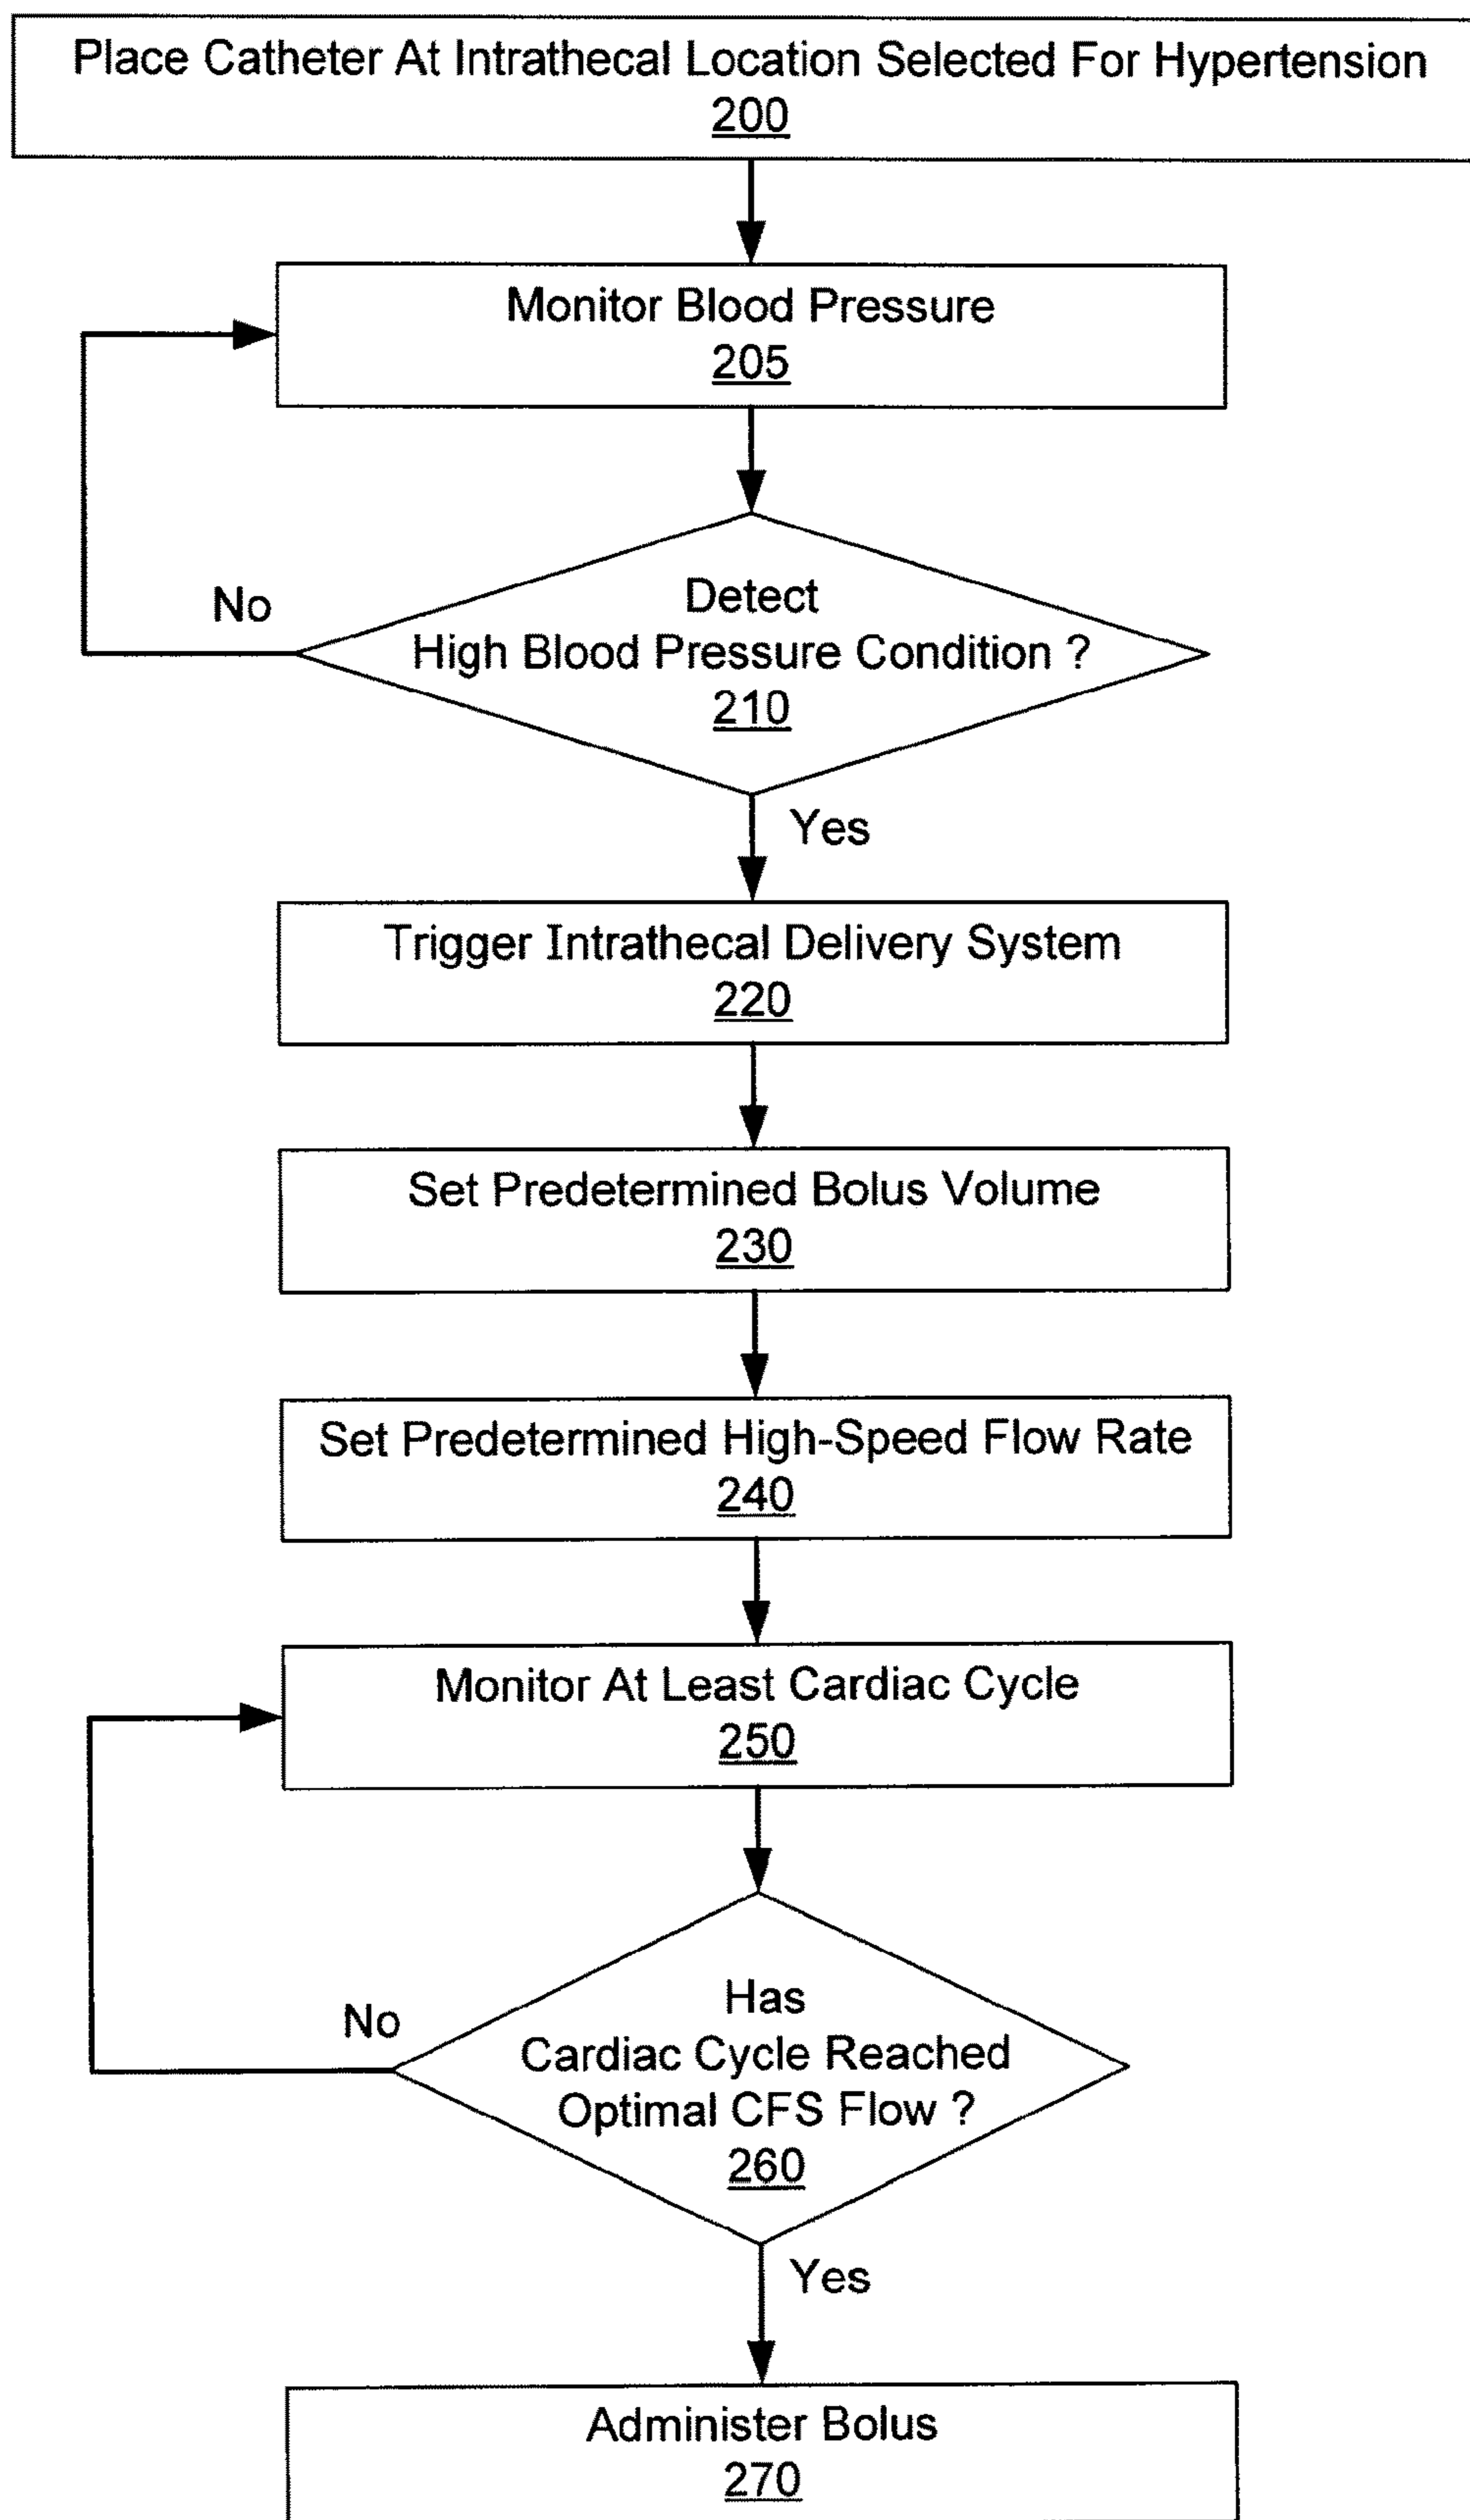 Place Catheter At Intrathecal Location Selected For Hypertension
200
Monitor Blood Pressure
205
No
Detect
High Blood Pressure Condition ?
210
Yes
Trigger Intrathecal Delivery System
220
Set Predetermined Bolus Volume
230
Set Predetermined High-Speed Flow Rate
240
Monitor At Least Cardiac Cycle
250
No
Has
Cardiac Cycle Reached
Optimal CFS Flow ?
260
Yes
Administer Bolus
270